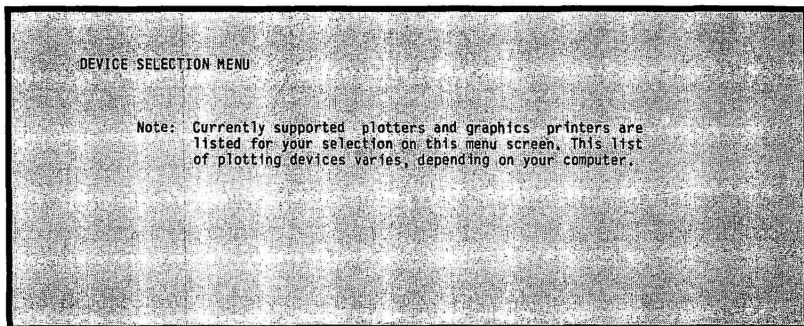 DEVICE SELECTION MENU
Note: Currently supported plotters and graphics printers are
listed for your selection on this menu screen. This list
of plotting devices varies, depending on your computer.